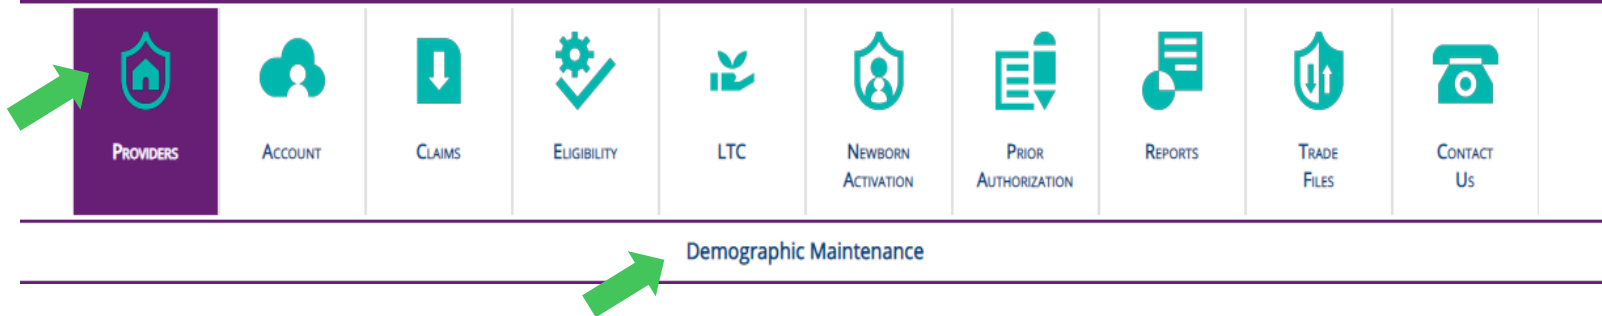 Providers
Account
Claims
Eligibility
LTC
Newborn
Activation
Prior
Authorization
Reports
Trade
Files
Contact
Us
Demographic Maintenance